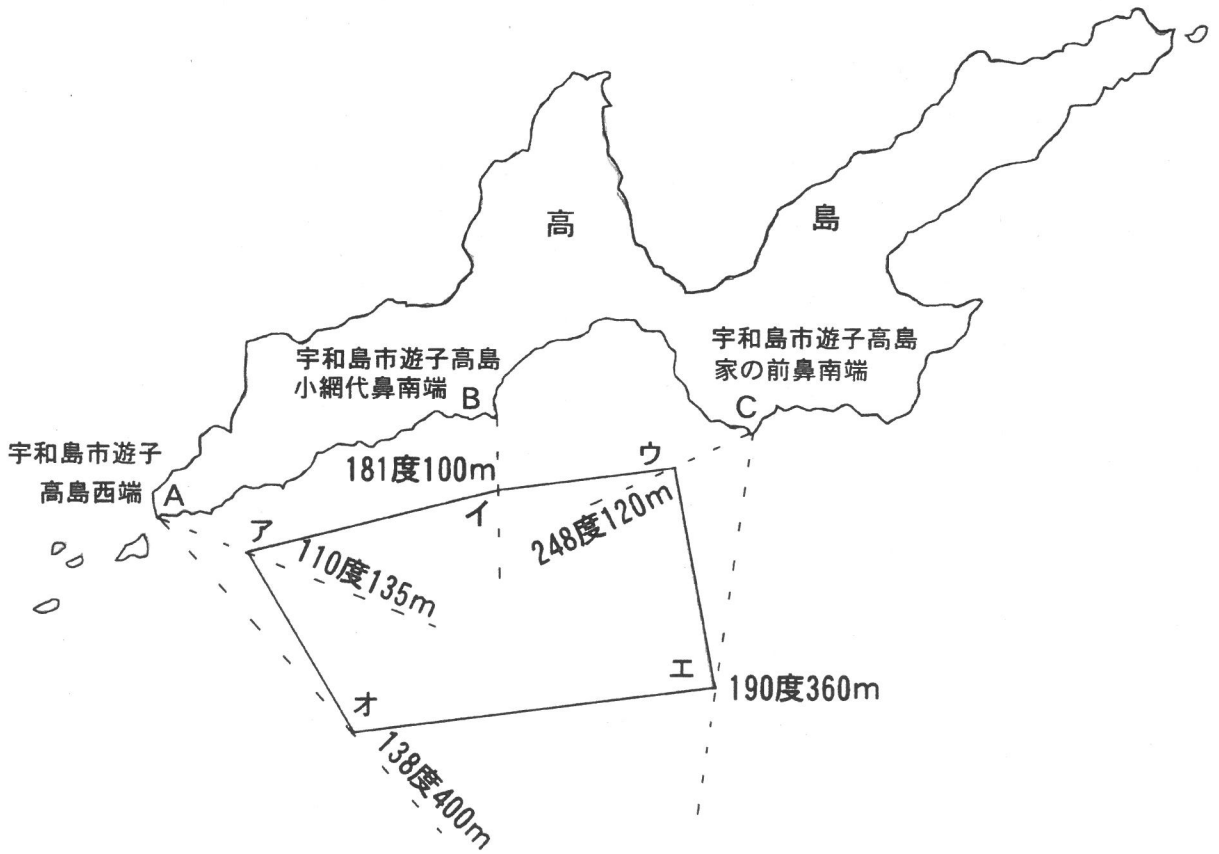 高
島
宇和島市遊子高島
小網代鼻南端
B
宇和島市遊子高島
家の前鼻南端
C
宇和島市遊子
高島西端
A
181度100m
ウ
イ
248度120m
ア
110度135m
エ
190度360m
オ
138度400m